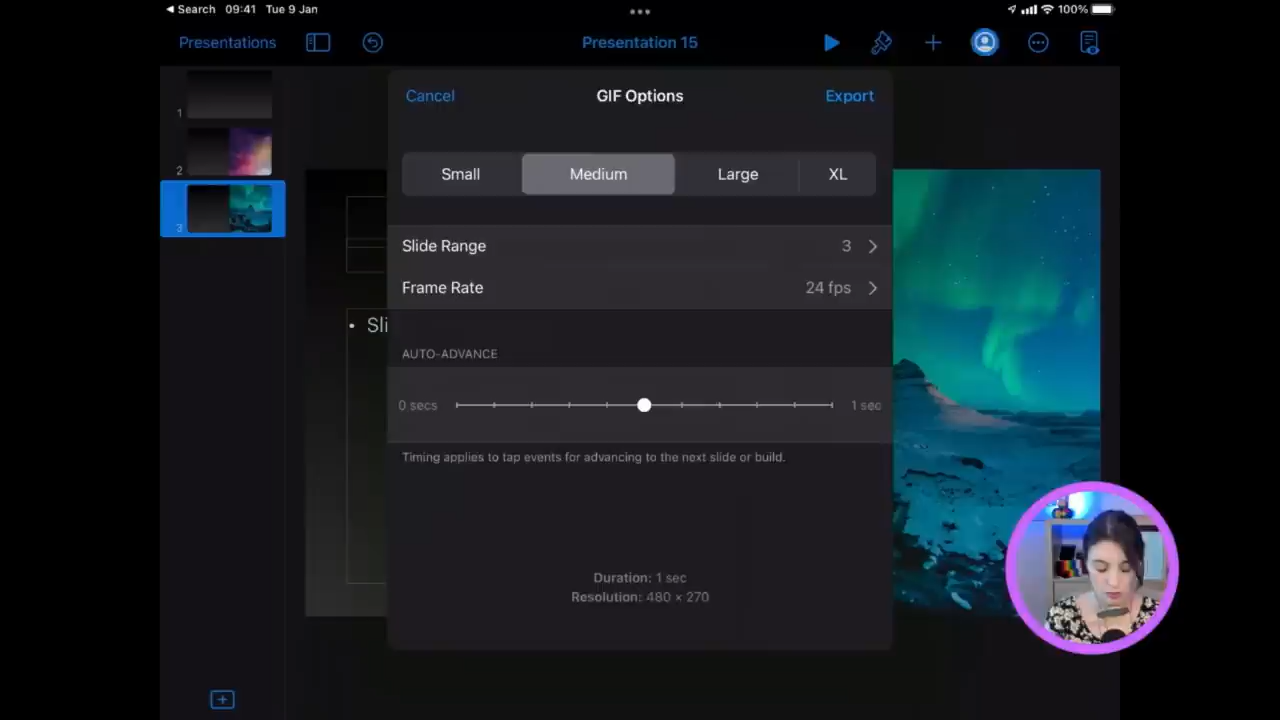 Search 09:41 Tue 9 Jan 100%
Presentations Presentation 15
Cancel GIF Options Export
Small Medium Large XL
Slide Range 3
Frame Rate 24 fps
AUTO-ADVANCE
0 secs 1 sec
Timing applies to tap events for advancing to the next slide or build.
Duration: 1 sec
Resolution: 480 × 270
1
2
3
• Sli